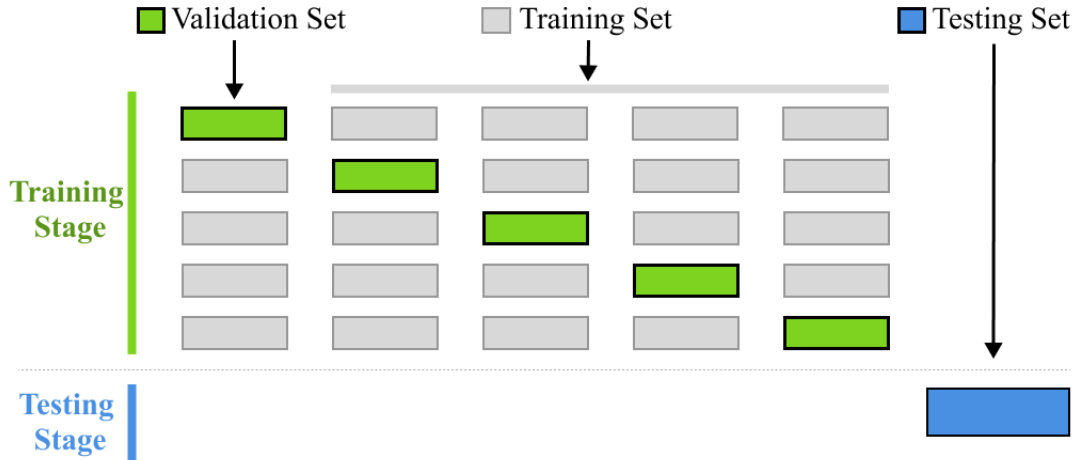 Validation Set
Training Set
Testing Set
Training
Stage
Testing
Stage